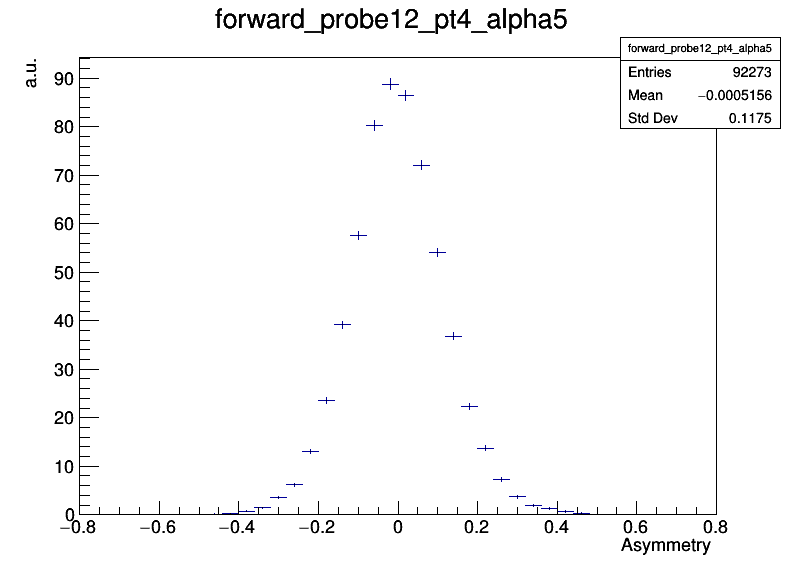 forward_probe12_pt4_alpha5
forward_probe12_pt4_alpha5
Entries 92273
Mean −0.0005156
Std Dev 0.1175
a.u.
90
80
70
60
50
40
30
20
10
0
−0.8 −0.6 −0.4 −0.2 0 0.2 0.4 0.6 0.8
Asymmetry